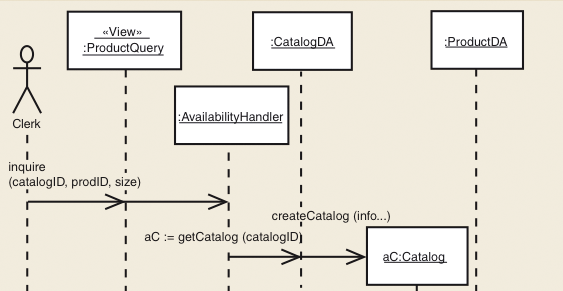 «View»
:ProductQuery
:CatalogDA
:ProductDA
:AvailabilityHandler
Clerk
inquire
(catalogID, prodID, size)
createCatalog (info...)
aC := getCatalog (catalogID)
aC:Catalog